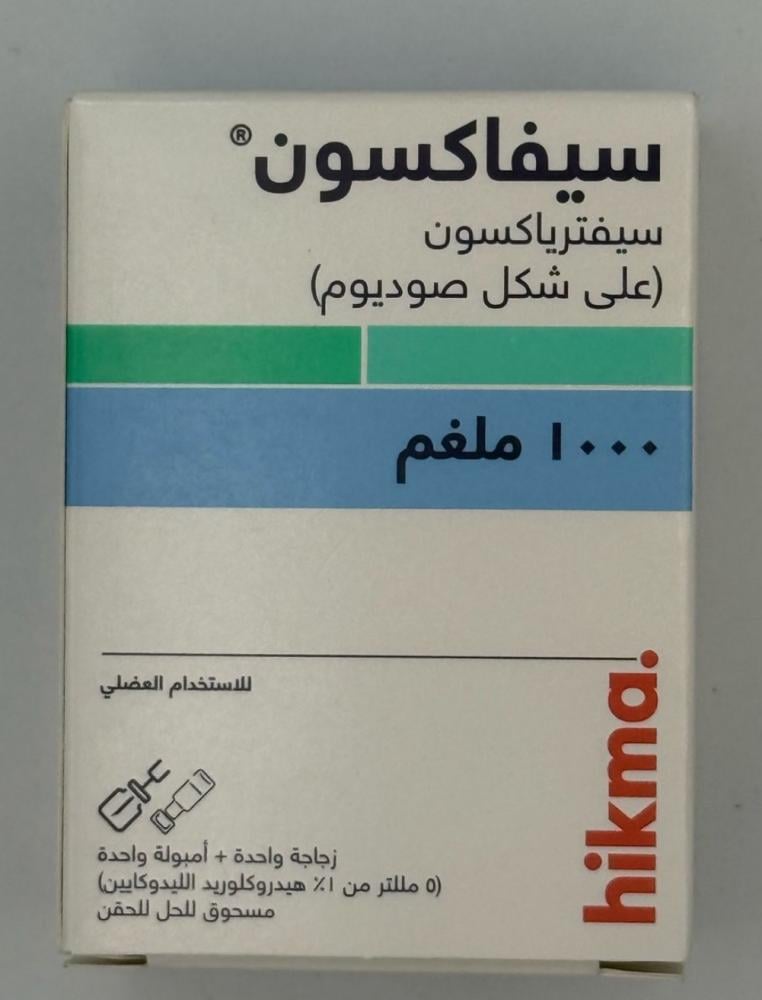 سيفاكسون®
سيفترياكسون
(على شكل صوديوم)
١٠٠٠ ملغم
للاستخدام العضلي
زجاجة واحدة + أمبولة واحدة
(٥ مللتر من ١٪ هيدروكلوريد الليدوكايين)
مسحوق للحل للحقن
hikma.